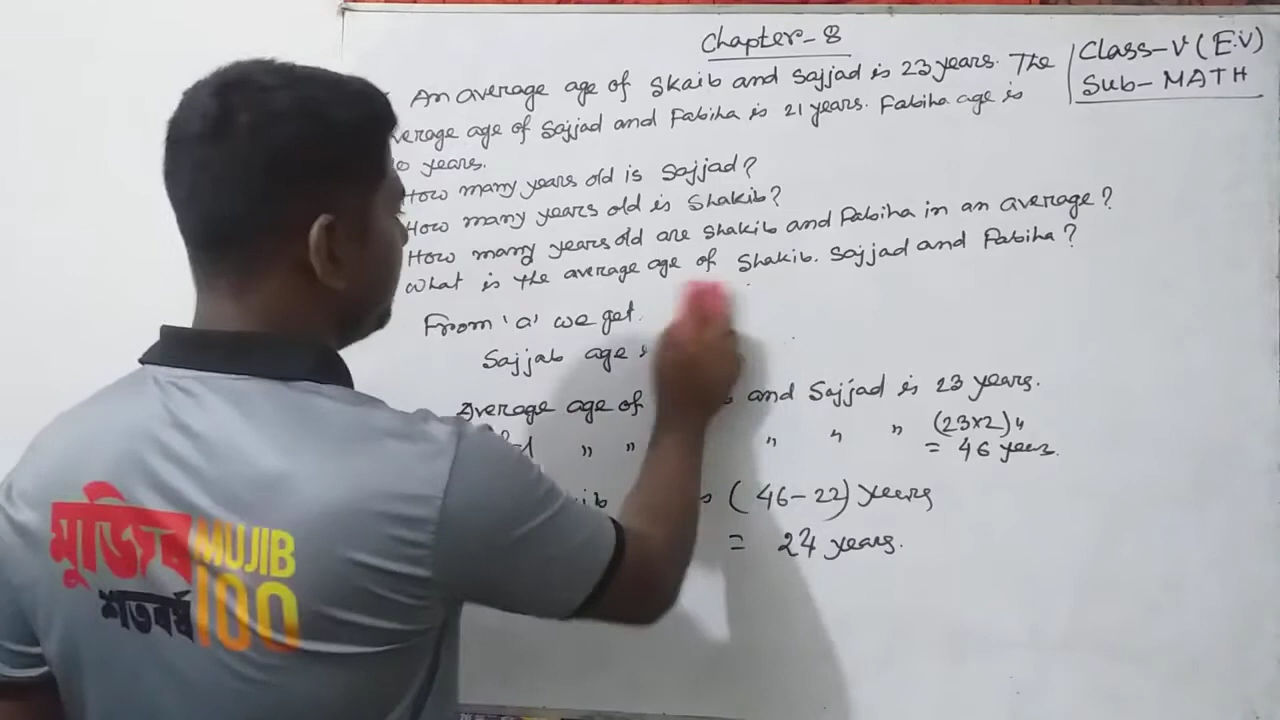 Chapter-8
Class-V (E.V)
Sub-MATH
An average age of Skaib and Sajjad is 23 years. The
verage age of Sajjad and Fabiha is 21 years. Fabiha age is
0 years.
How many years old is Sajjad?
How many years old is Shakib?
How many years old are Shakib and Fabiha in an average?
What is the average age of Shakib. Sajjad and Fabiha?
From 'a' we get.
Sajjab age
Average age of and Sajjad is 23 years.
" " " " " (23×2) "
= 46 years.
ib (46-22) years
= 24 years.
মুজিব MUJIB
শতবর্ষ 100